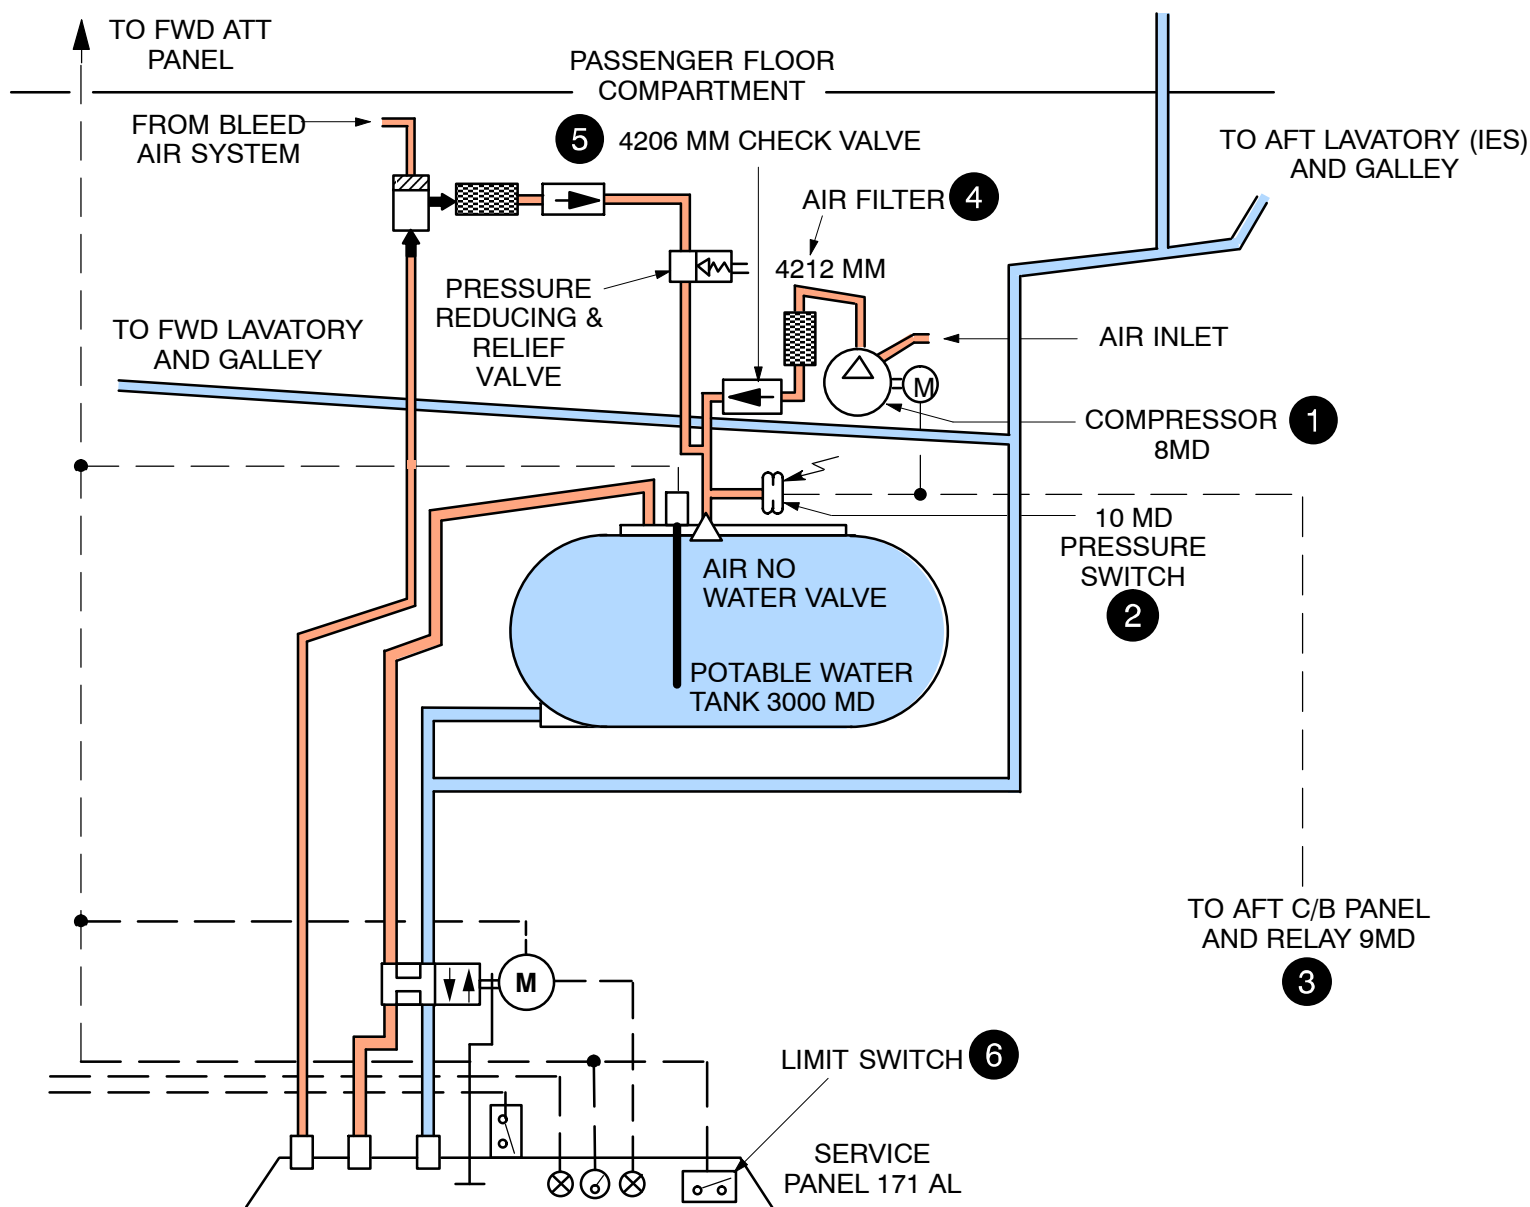 TO FWD ATT
PANEL
PASSENGER FLOOR
COMPARTMENT
FROM BLEED
AIR SYSTEM
5 4206 MM CHECK VALVE
TO AFT LAVATORY (IES)
AND GALLEY
AIR FILTER 4
4212 MM
PRESSURE
REDUCING &
RELIEF
VALVE
TO FWD LAVATORY
AND GALLEY
AIR INLET
M
COMPRESSOR 1
8MD
10 MD
PRESSURE
SWITCH
2
AIR NO
WATER VALVE
POTABLE WATER
TANK 3000 MD
TO AFT C/B PANEL
AND RELAY 9MD
3
M
LIMIT SWITCH 6
SERVICE
PANEL 171 AL